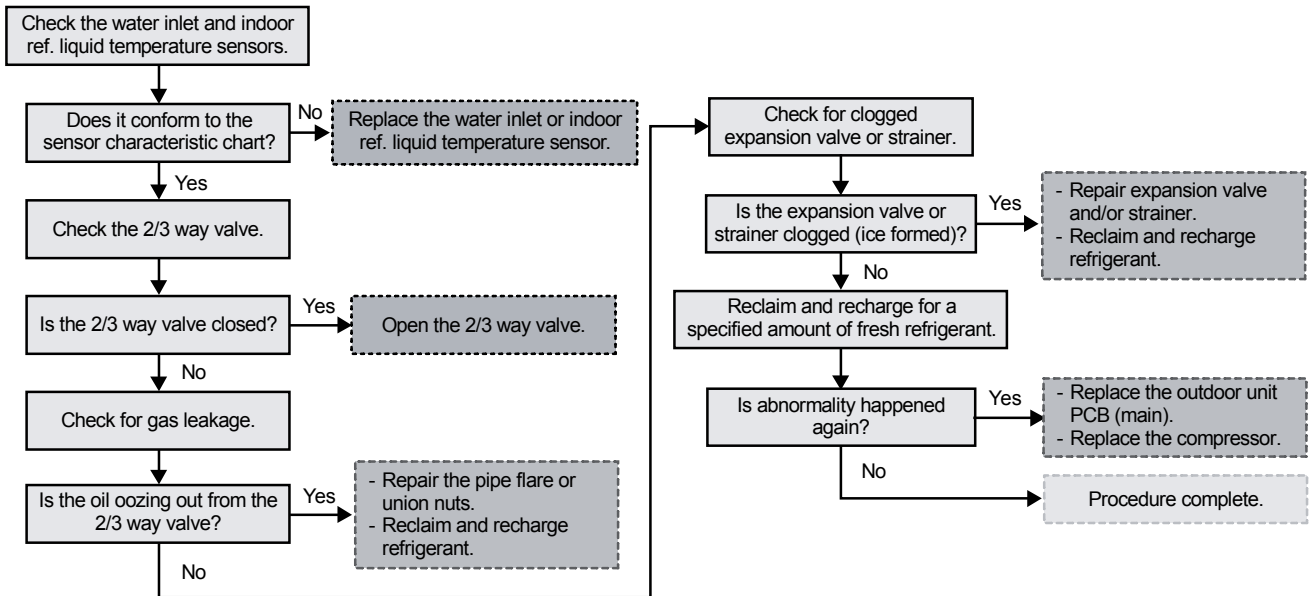 Check the water inlet and indoor
ref. liquid temperature sensors.
Does it conform to the
sensor characteristic chart?
No
Replace the water inlet or indoor
ref. liquid temperature sensor.
Yes
Check the 2/3 way valve.
Is the 2/3 way valve closed?
Yes
Open the 2/3 way valve.
No
Check for gas leakage.
Is the oil oozing out from the
2/3 way valve?
Yes
- Repair the pipe flare or
union nuts.
- Reclaim and recharge
refrigerant.
No
Check for clogged
expansion valve or strainer.
Is the expansion valve or
strainer clogged (ice formed)?
Yes
- Repair expansion valve
and/or strainer.
- Reclaim and recharge
refrigerant.
No
Reclaim and recharge for a
specified amount of fresh refrigerant.
Is abnormality happened
again?
Yes
- Replace the outdoor unit
PCB (main).
- Replace the compressor.
No
Procedure complete.